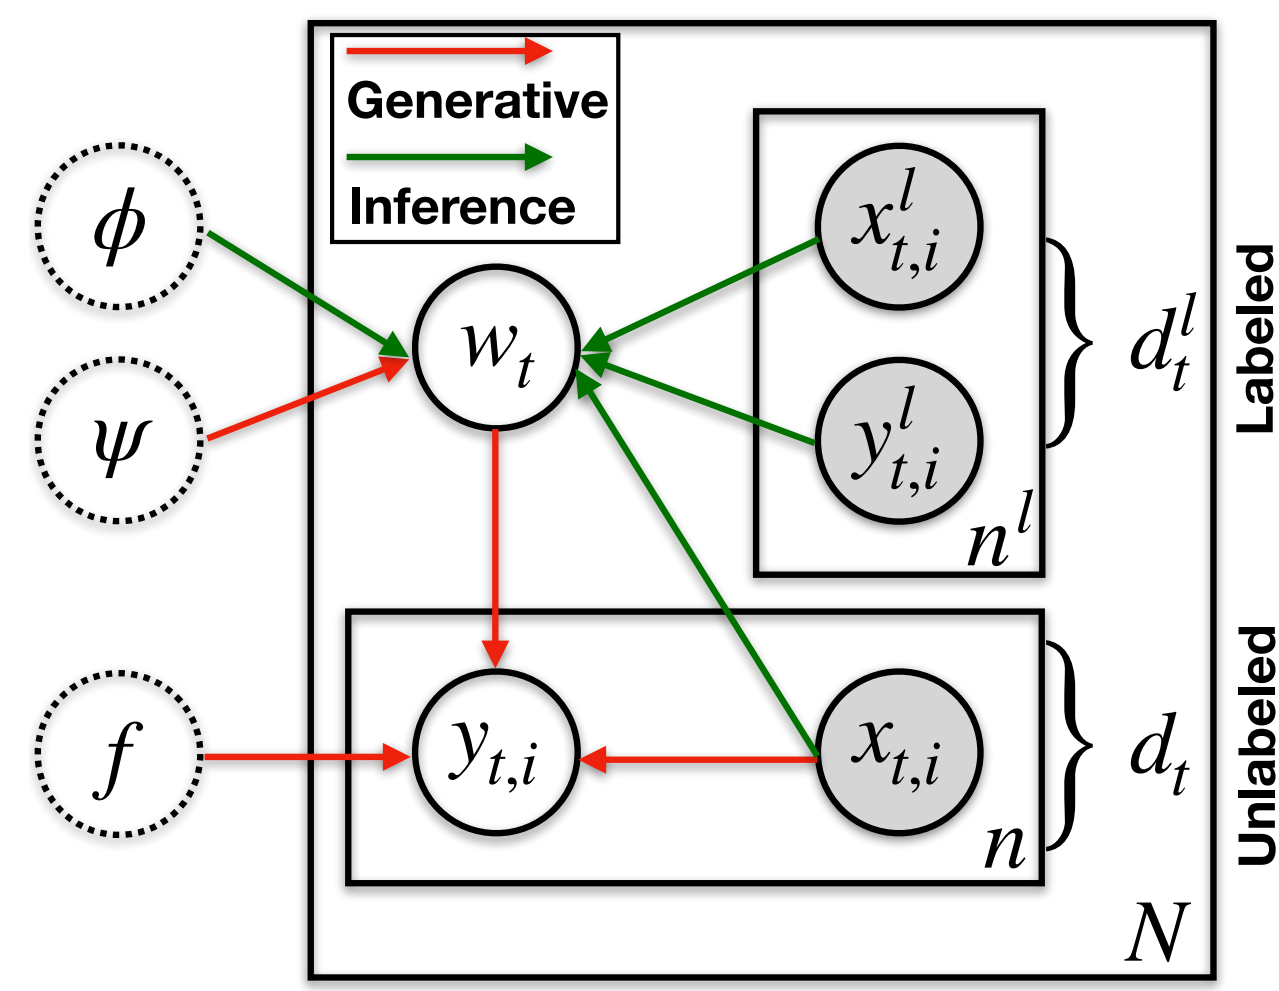 Generative
Inference
ϕ
ψ
f
w_t
x^l_{t,i}
y^l_{t,i}
n^l
d^l_t
Labeled
y_{t,i}
x_{t,i}
n
d_t
Unlabeled
N